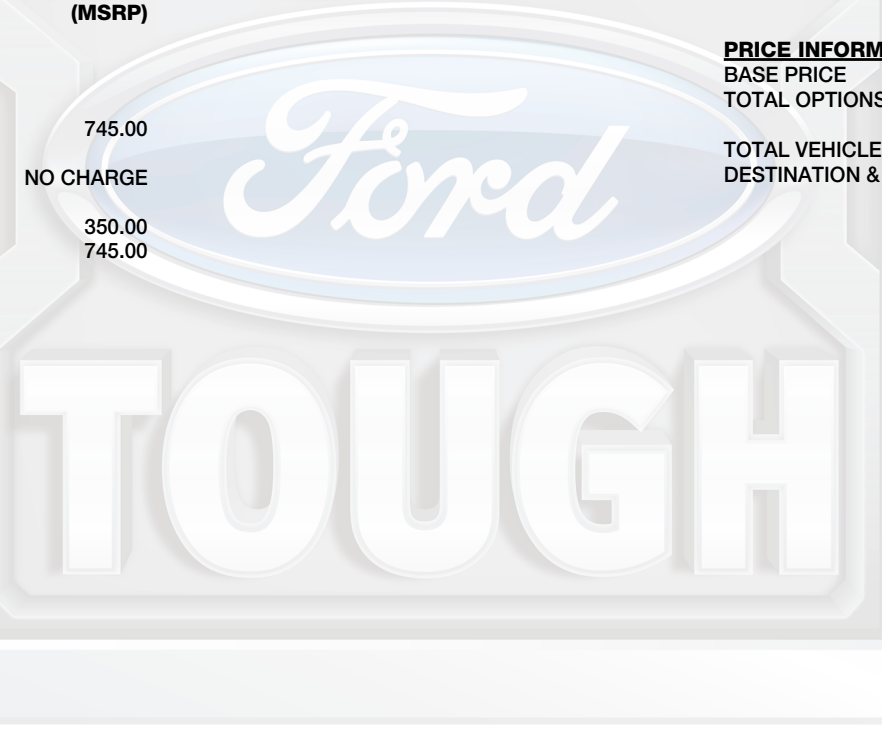 (MSRP)
745.00
NO CHARGE
350.00
745.00
PRICE INFORM
BASE PRICE
TOTAL OPTIONS
TOTAL VEHICLE
DESTINATION &
Ford
TOUGH